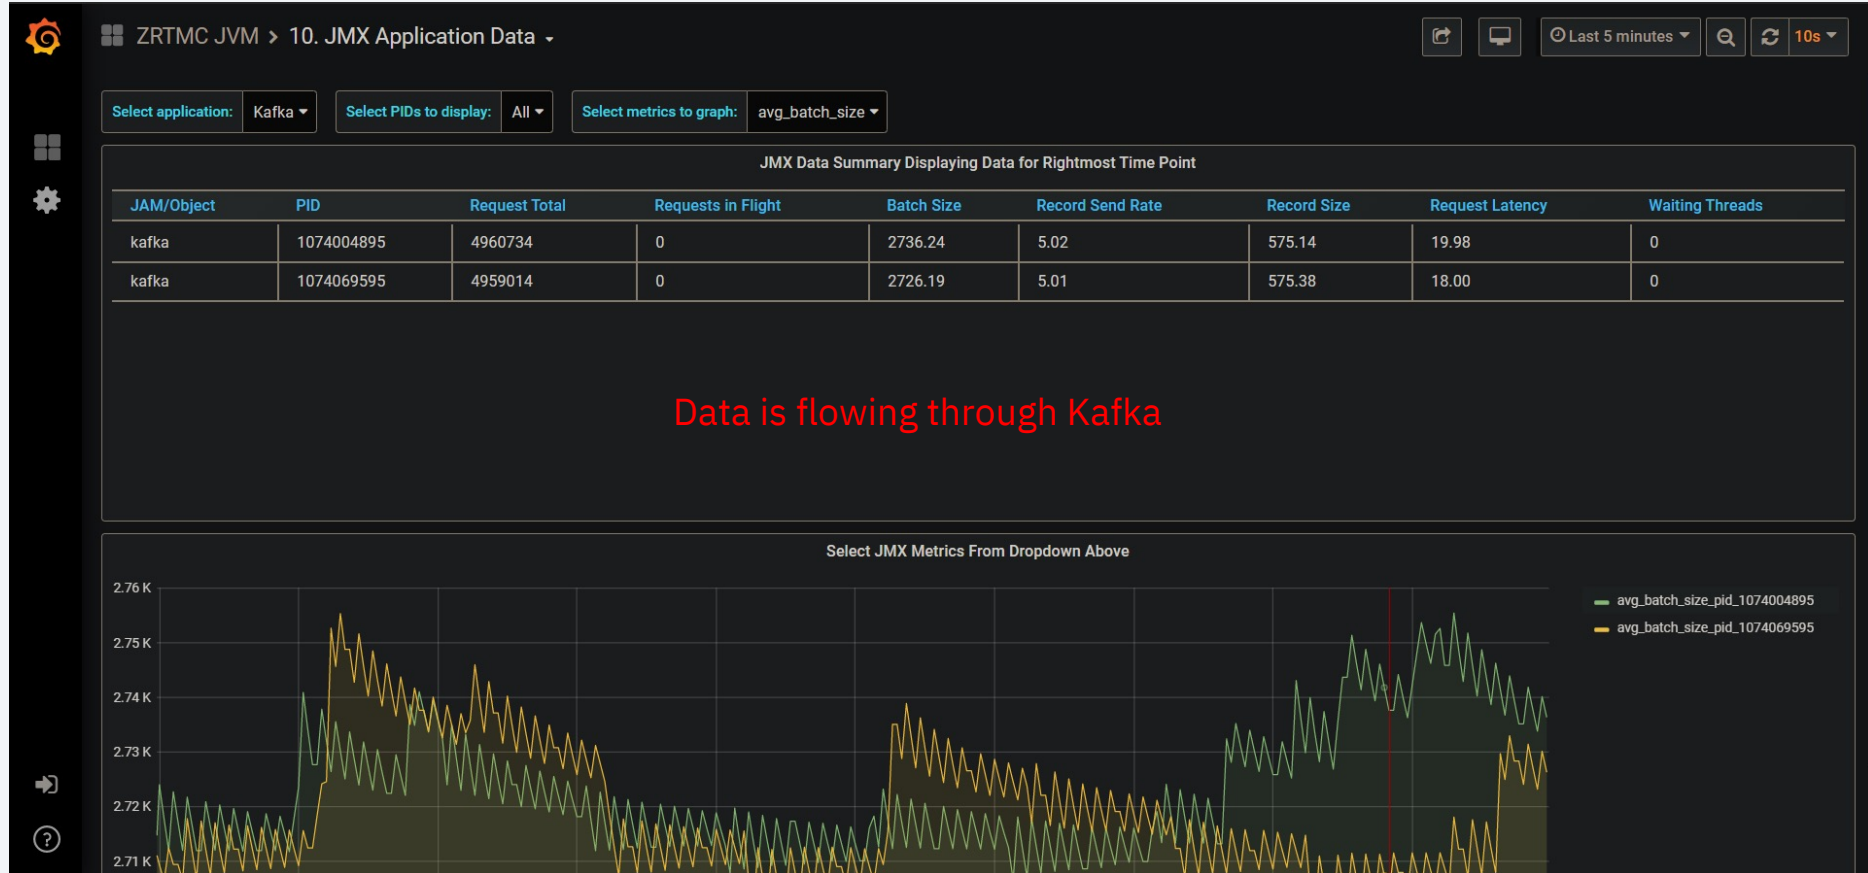 ZRTMC JVM > 10. JMX Application Data
Last 5 minutes
10s
Select application: Kafka
Select PIDs to display: All
Select metrics to graph: avg_batch_size
JMX Data Summary Displaying Data for Rightmost Time Point
JAM/Object PID Request Total Requests in Flight Batch Size Record Send Rate Record Size Request Latency Waiting Threads
kafka 1074004895 4960734 0 2736.24 5.02 575.14 19.98 0
kafka 1074069595 4959014 0 2726.19 5.01 575.38 18.00 0
Data is flowing through Kafka
Select JMX Metrics From Dropdown Above
2.76 K
2.75 K
2.74 K
2.73 K
2.72 K
2.71 K
avg_batch_size_pid_1074004895
avg_batch_size_pid_1074069595